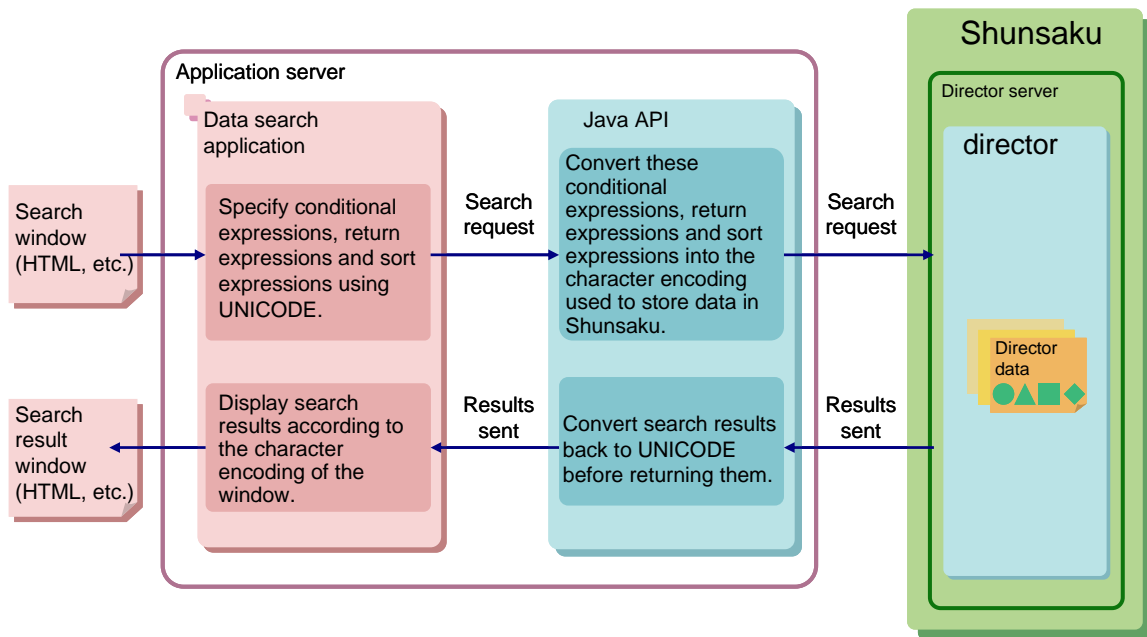 Shunsaku
Application server
Director server
Data search
application
Java API
director
Search
window
(HTML, etc.)
Specify conditional
expressions, return
expressions and sort
expressions using
UNICODE.
Search
request
Convert these
conditional
expressions, return
expressions and sort
expressions into the
character encoding
used to store data in
Shunsaku.
Search
request
Director
data
Search
result
window
(HTML, etc.)
Display search
results according to
the character
encoding of the
window.
Results
sent
Convert search results
back to UNICODE
before returning them.
Results
sent